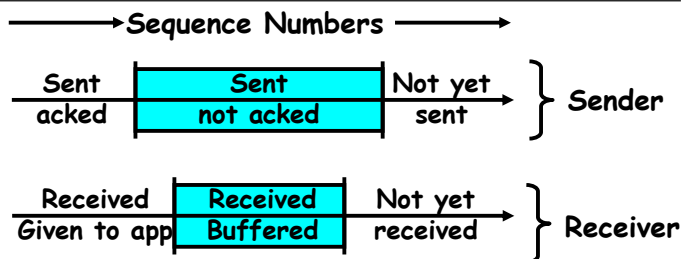 Sequence Numbers
Sent Sent Not yet
acked not acked sent
Sender
Received Received Not yet
Given to app Buffered received
Receiver